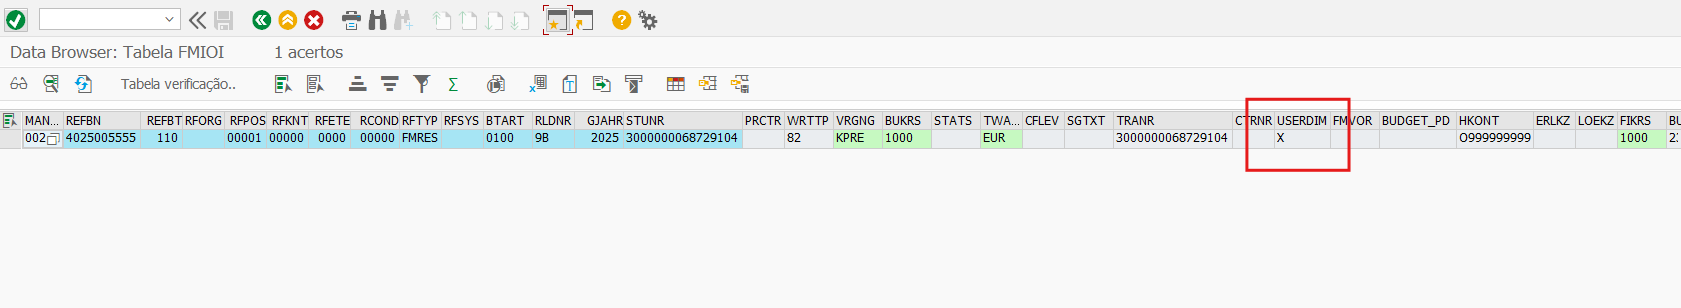 Data Browser: Tabela FMIOI 1 acertos
Tabela verificação..
MAN... REFBN REFBT RFORG RFPOS RFKNT RFETE RCOND RFTYP RFSYS BTART RLDNR GJAHR STUNR PRCTR WRTTP VRGNG BUKRS STATS TWA... CFLEV SGTXT TRANR CTRNR USERDIM FMVOR BUDGET_PD HKONT ERLKZ LOEKZ FIKRS BU
002 4025005555 110 00001 00000 0000 00000 FMRES 0100 9B 2025 3000000068729104 82 KPRE 1000 EUR 3000000068729104 X O999999999 1000